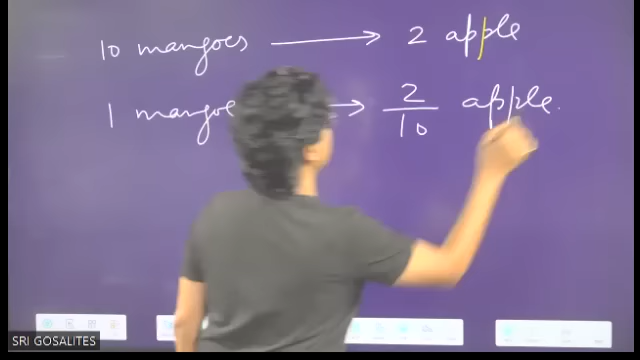 10 mangoes → 2 apple
1 mangoe → 2/10 apple.
SRI GOSALITES